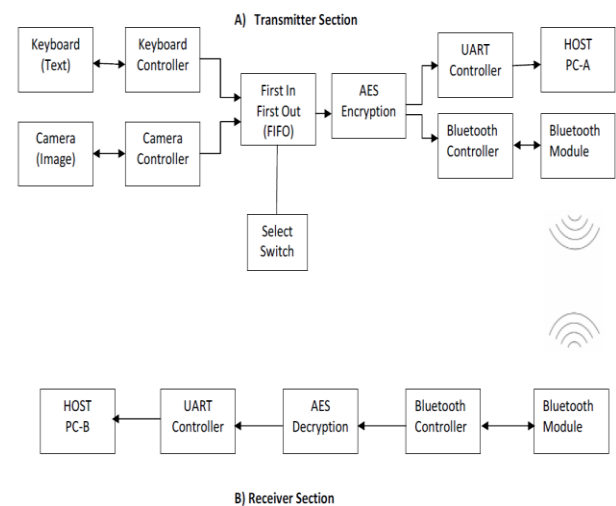 A) Transmitter Section
Keyboard
(Text)
Keyboard
Controller
UART
Controller
HOST
PC-A
First In
First Out
(FIFO)
AES
Encryption
Camera
(Image)
Camera
Controller
Bluetooth
Controller
Bluetooth
Module
Select
Switch
HOST
PC-B
UART
Controller
AES
Decryption
Bluetooth
Controller
Bluetooth
Module
B) Receiver Section